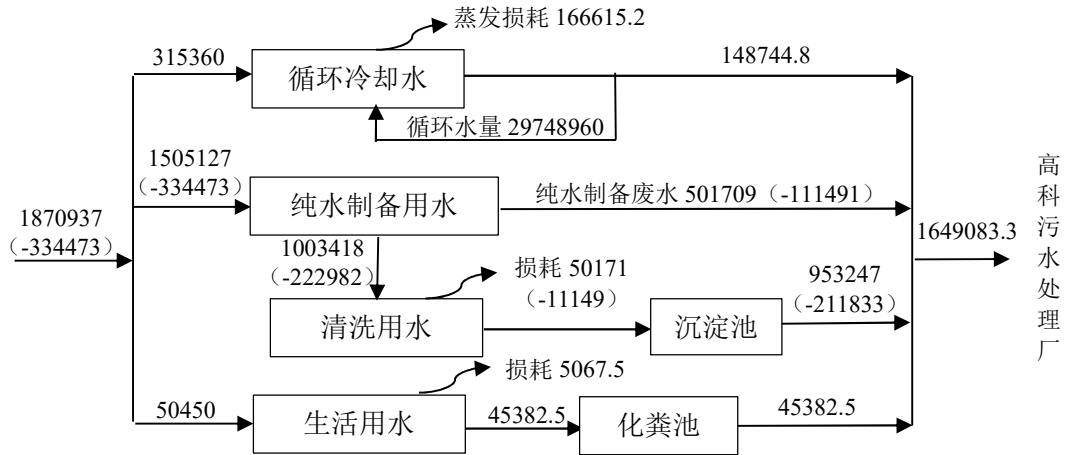 蒸发损耗 166615.2
315360
循环冷却水
148744.8
循环水量 29748960
1505127
（-334473）
纯水制备用水
纯水制备废水 501709（-111491）
1870937
（-334473）
1003418
（-222982）
损耗 50171
（-11149）
清洗用水
沉淀池
953247
（-211833）
1649083.3
高
科
污
水
处
理
厂
损耗 5067.5
50450
生活用水
45382.5
化粪池
45382.5